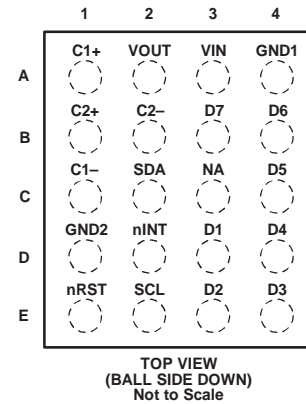 1 2 3 4
C1+ VOUT VIN GND1
A
C2+ C2– D7 D6
B
C1– SDA NA D5
C
GND2 nINT D1 D4
D
nRST SCL D2 D3
E
TOP VIEW
(BALL SIDE DOWN)
Not to Scale